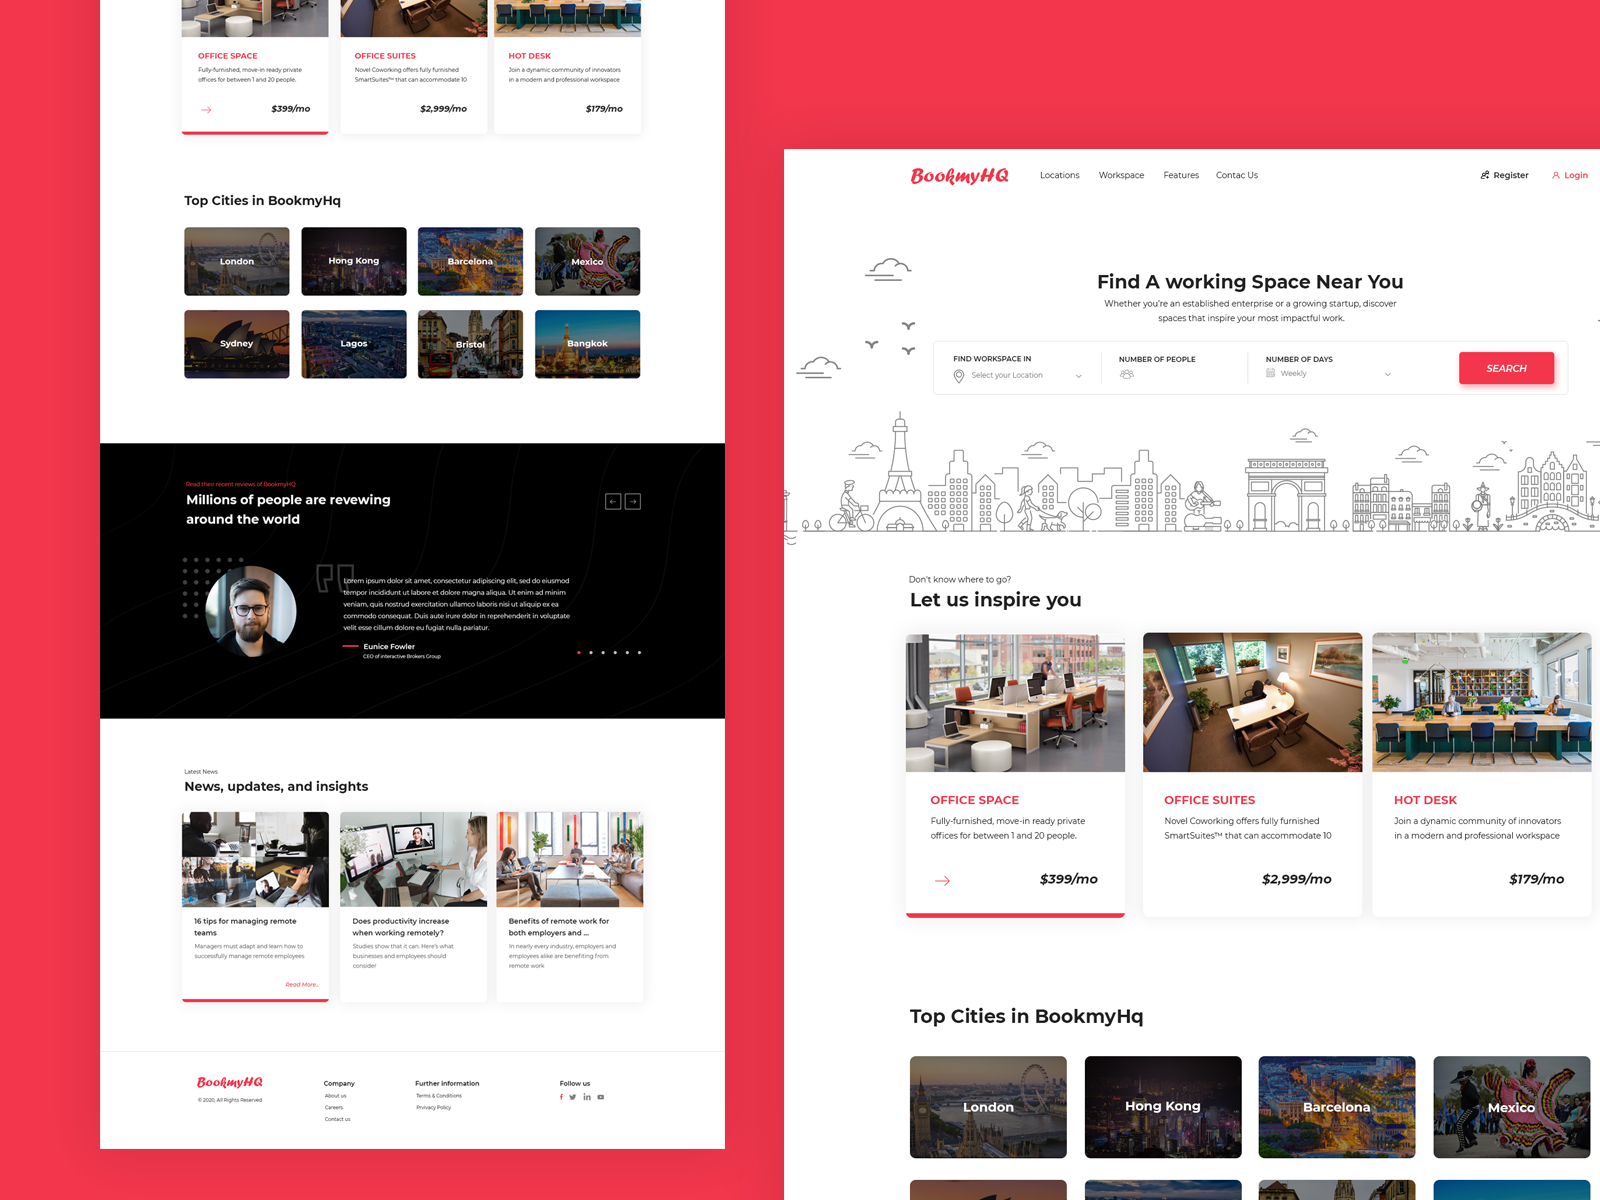 OFFICE SPACE
Fully-furnished, move-in ready private
offices for between 1 and 20 people.
$399/mo
OFFICE SUITES
Novel Coworking offers fully furnished
SmartSuites™ that can accommodate 10
$2,999/mo
HOT DESK
Join a dynamic community of innovators
in a modern and professional workspace
$179/mo
Top Cities in BookmyHq
London
Hong Kong
Barcelona
Mexico
Sydney
Lagos
Bristol
Bangkok
Read their recent reviews of BookmyHQ
Millions of people are revewing
around the world
Lorem ipsum dolor sit amet, consectetur adipiscing elit, sed do eiusmod
tempor incididunt ut labore et dolore magna aliqua. Ut enim ad minim
veniam, quis nostrud exercitation ullamco laboris nisi ut aliquip ex ea
commodo consequat. Duis aute irure dolor in reprehenderit in voluptate
velit esse cillum dolore eu fugiat nulla pariatur.
Eunice Fowler
CEO of interactive Brokers Group
Latest News
News, updates, and insights
16 tips for managing remote
teams
Managers must adapt and learn how to
successfully manage remote employees
Read More..
Does productivity increase
when working remotely?
Studies show that it can. Here's what
businesses and employees should
consider
Benefits of remote work for
both employers and ...
In nearly every industry, employers and
employees alike are benefiting from
remote work
BookmyHQ
© 2020, All Rights Reserved
Company
About us
Careers
Contact us
Further Information
Terms & Conditions
Privacy Policy
Follow us
BookmyHQ
Locations
Workspace
Features
Contac Us
Register
Login
Find A working Space Near You
Whether you're an established enterprise or a growing startup, discover
spaces that inspire your most impactful work.
FIND WORKSPACE IN
Select your Location
NUMBER OF PEOPLE
NUMBER OF DAYS
Weekly
SEARCH
Don't know where to go?
Let us inspire you
OFFICE SPACE
Fully-furnished, move-in ready private
offices for between 1 and 20 people.
$399/mo
OFFICE SUITES
Novel Coworking offers fully furnished
SmartSuites™ that can accommodate 10
$2,999/mo
HOT DESK
Join a dynamic community of innovators
in a modern and professional workspace
$179/mo
Top Cities in BookmyHq
London
Hong Kong
Barcelona
Mexico